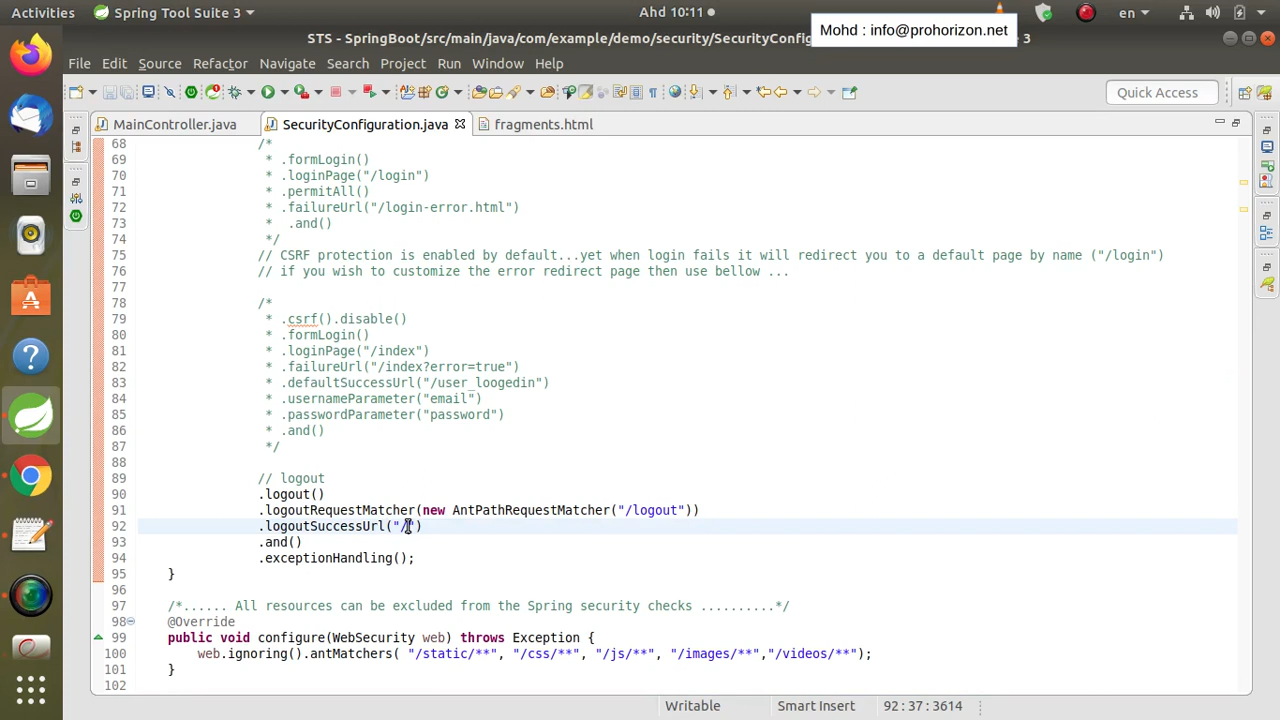 Spring Tool Suite 3
Ahd 10:11
en
Mohd : info@prohorizon.net
STS - SpringBoot/src/main/java/com/example/demo/security/SecurityConfig
3
File Edit Source Refactor Navigate Search Project Run Window Help
Quick Access
MainController.java
SecurityConfiguration.java
fragments.html
68 /*
69 * .formLogin()
70 * .loginPage("/login")
71 * .permitAll()
72 * .failureUrl("/login-error.html")
73 * .and()
74 */
75 // CSRF protection is enabled by default...yet when login fails it will redirect you to a default page by name ("/login")
76 // if you wish to customize the error redirect page then use bellow ...
77
78 /*
79 * .csrf().disable()
80 * .formLogin()
81 * .loginPage("/index")
82 * .failureUrl("/index?error=true")
83 * .defaultSuccessUrl("/user_loogedin")
84 * .usernameParameter("email")
85 * .passwordParameter("password")
86 * .and()
87 */
88
89 // logout
90 .logout()
91 .logoutRequestMatcher(new AntPathRequestMatcher("/logout"))
92 .logoutSuccessUrl("/")
93 .and()
94 .exceptionHandling();
95 }
96
97 /*...... All resources can be excluded from the Spring security checks ..........*/
98 @Override
99 public void configure(WebSecurity web) throws Exception {
100 web.ignoring().antMatchers( "/static/**", "/css/**", "/js/**", "/images/**","/videos/**");
101 }
102
Writable
Smart Insert
92 : 37 : 3614